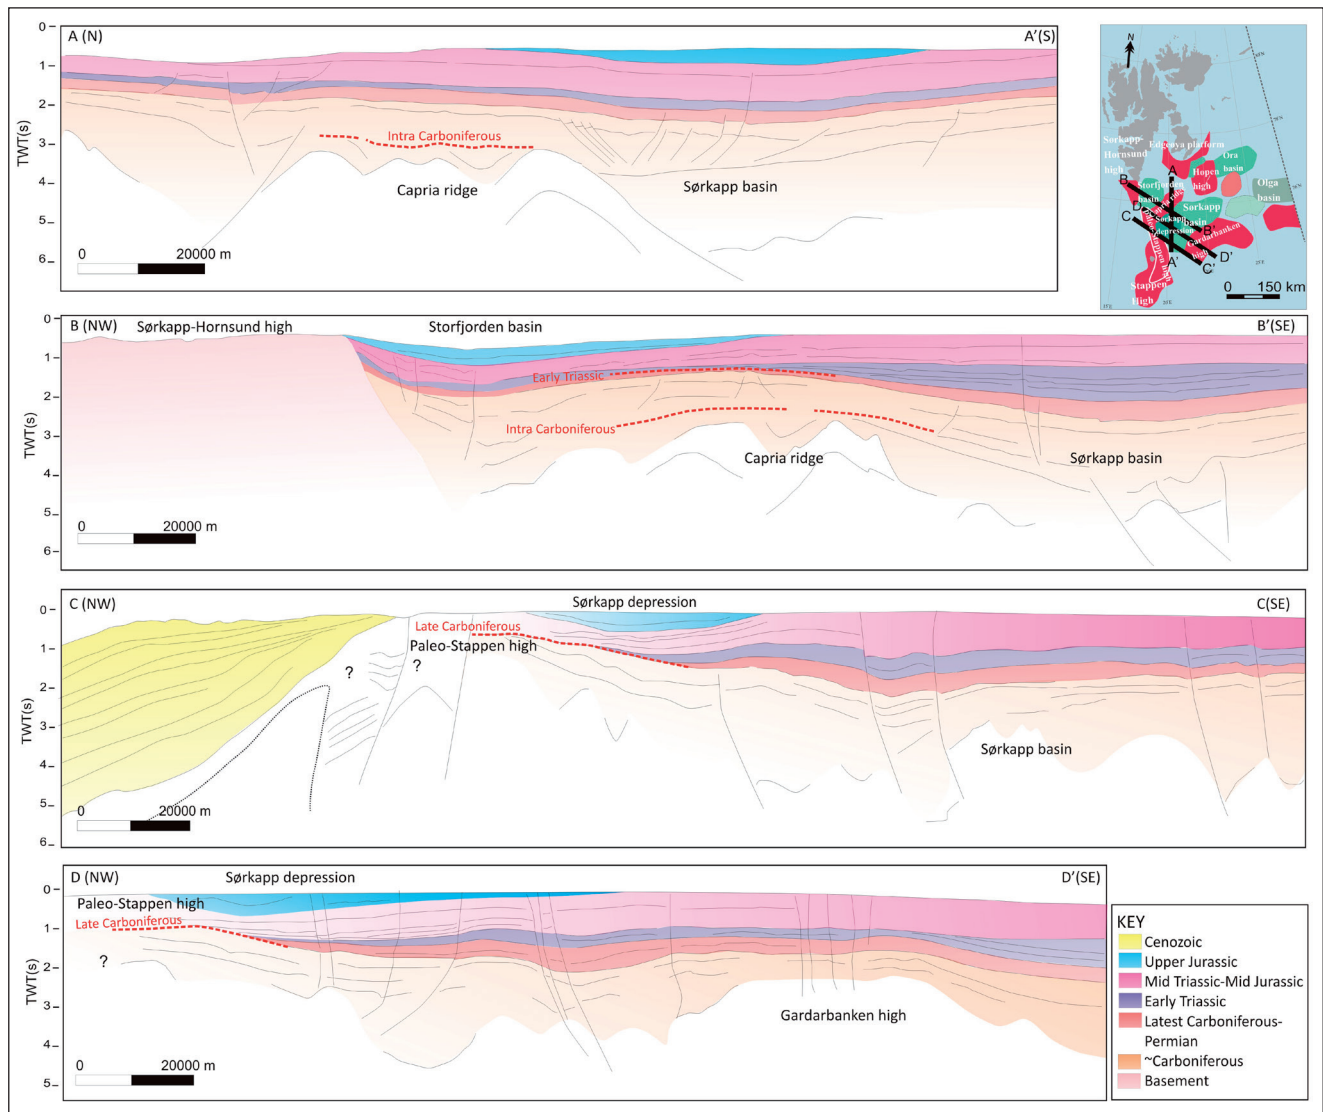 A (N)
A'(S)
0
1
2
3
4
5
6
TWT(s)
Intra Carboniferous
Capria ridge
Sørkapp basin
0 20000 m
N
Sørkapp-
Hornsund
high
Edgeøya platform
Hopen
high
Ora
basin
Olga
basin
Storfjorden
basin
Sørkapp
basin
Sørkapp
depression
Gardarbanken
high
Stappen
High
A
B
D
C
B'
D'
C'
A'
0 150 km
B (NW)
Sørkapp-Hornsund high
Storfjorden basin
B'(SE)
0
1
2
3
4
5
6
TWT(s)
Early Triassic
Intra Carboniferous
Capria ridge
Sørkapp basin
0 20000 m
C (NW)
Sørkapp depression
C(SE)
0
1
2
3
4
5
6
TWT(s)
Late Carboniferous
Paleo-Stappen high
?
?
Sørkapp basin
0 20000 m
D (NW)
Sørkapp depression
D'(SE)
0
1
2
3
4
5
TWT(s)
Paleo-Stappen high
Late Carboniferous
?
Gardarbanken high
0 20000 m
KEY
Cenozoic
Upper Jurassic
Mid Triassic-Mid Jurassic
Early Triassic
Latest Carboniferous-
Permian
~Carboniferous
Basement